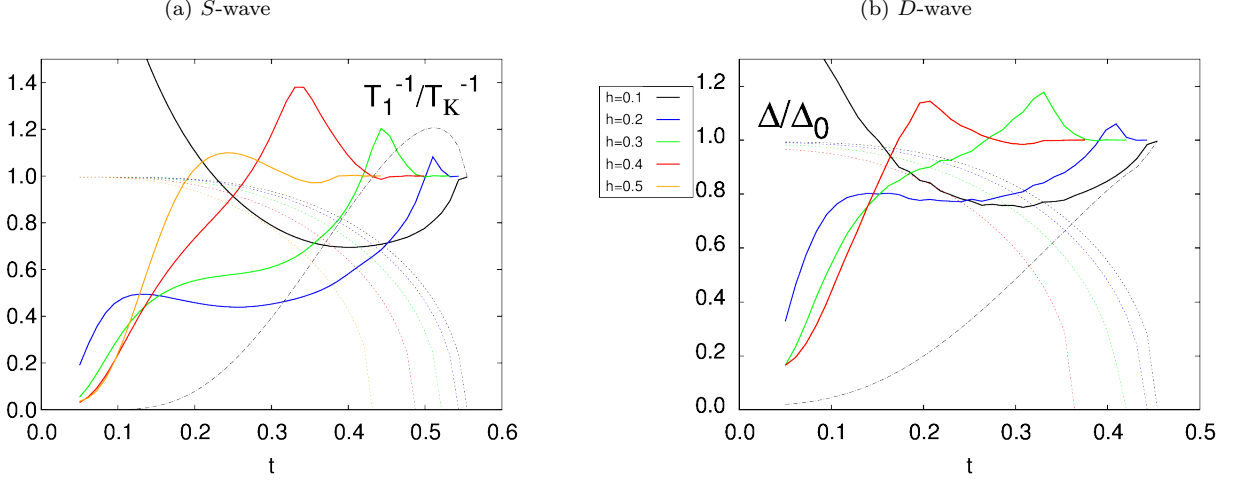 (a) S-wave
(b) D-wave
T₁⁻¹/T_K⁻¹
1.4
1.2
1.0
0.8
0.6
0.4
0.2
0.0
0.0 0.1 0.2 0.3 0.4 0.5 0.6
t
h=0.1
h=0.2
h=0.3
h=0.4
h=0.5
Δ/Δ₀
1.2
1.0
0.8
0.6
0.4
0.2
0.0
0.0 0.1 0.2 0.3 0.4 0.5
t